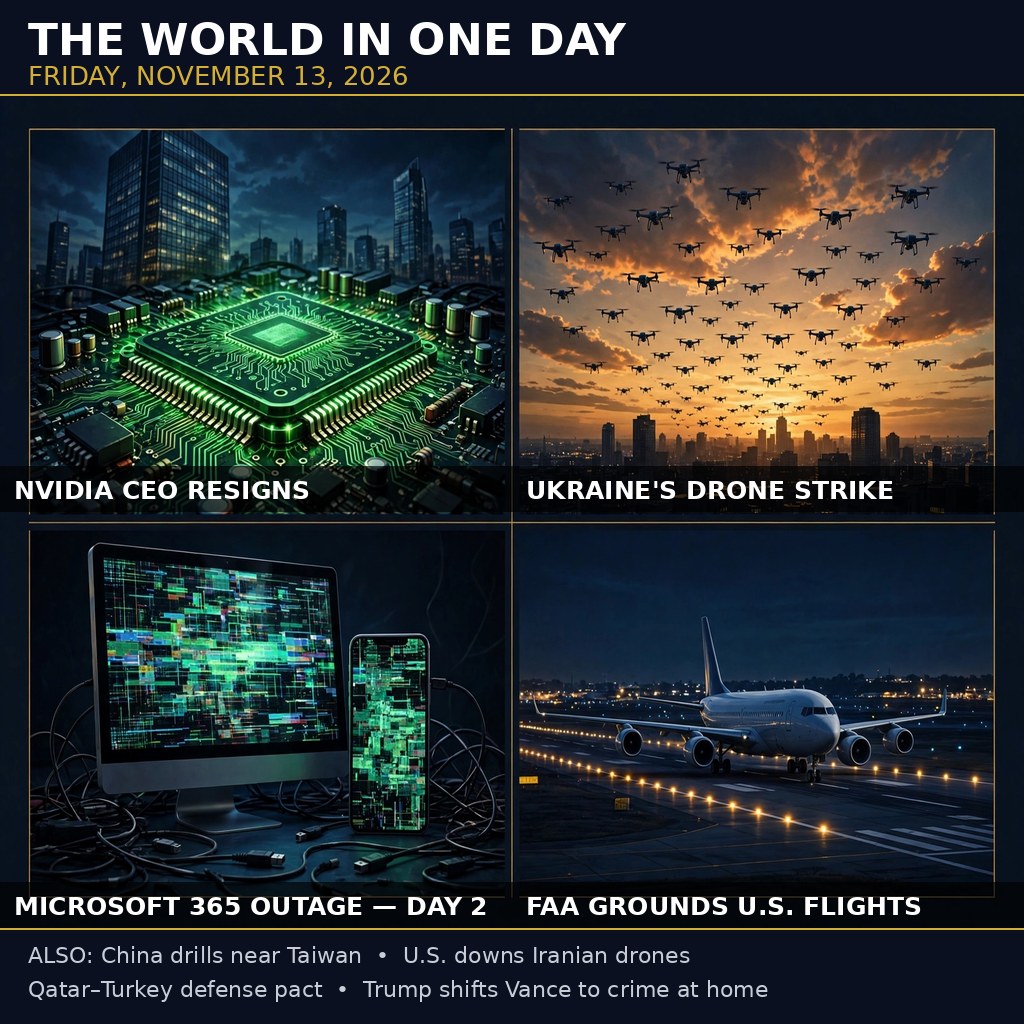 THE WORLD IN ONE DAY
FRIDAY, NOVEMBER 13, 2026
NVIDIA CEO RESIGNS
UKRAINE'S DRONE STRIKE
MICROSOFT 365 OUTAGE — DAY 2
FAA GROUNDS U.S. FLIGHTS
ALSO: China drills near Taiwan • U.S. downs Iranian drones
Qatar–Turkey defense pact • Trump shifts Vance to crime at home